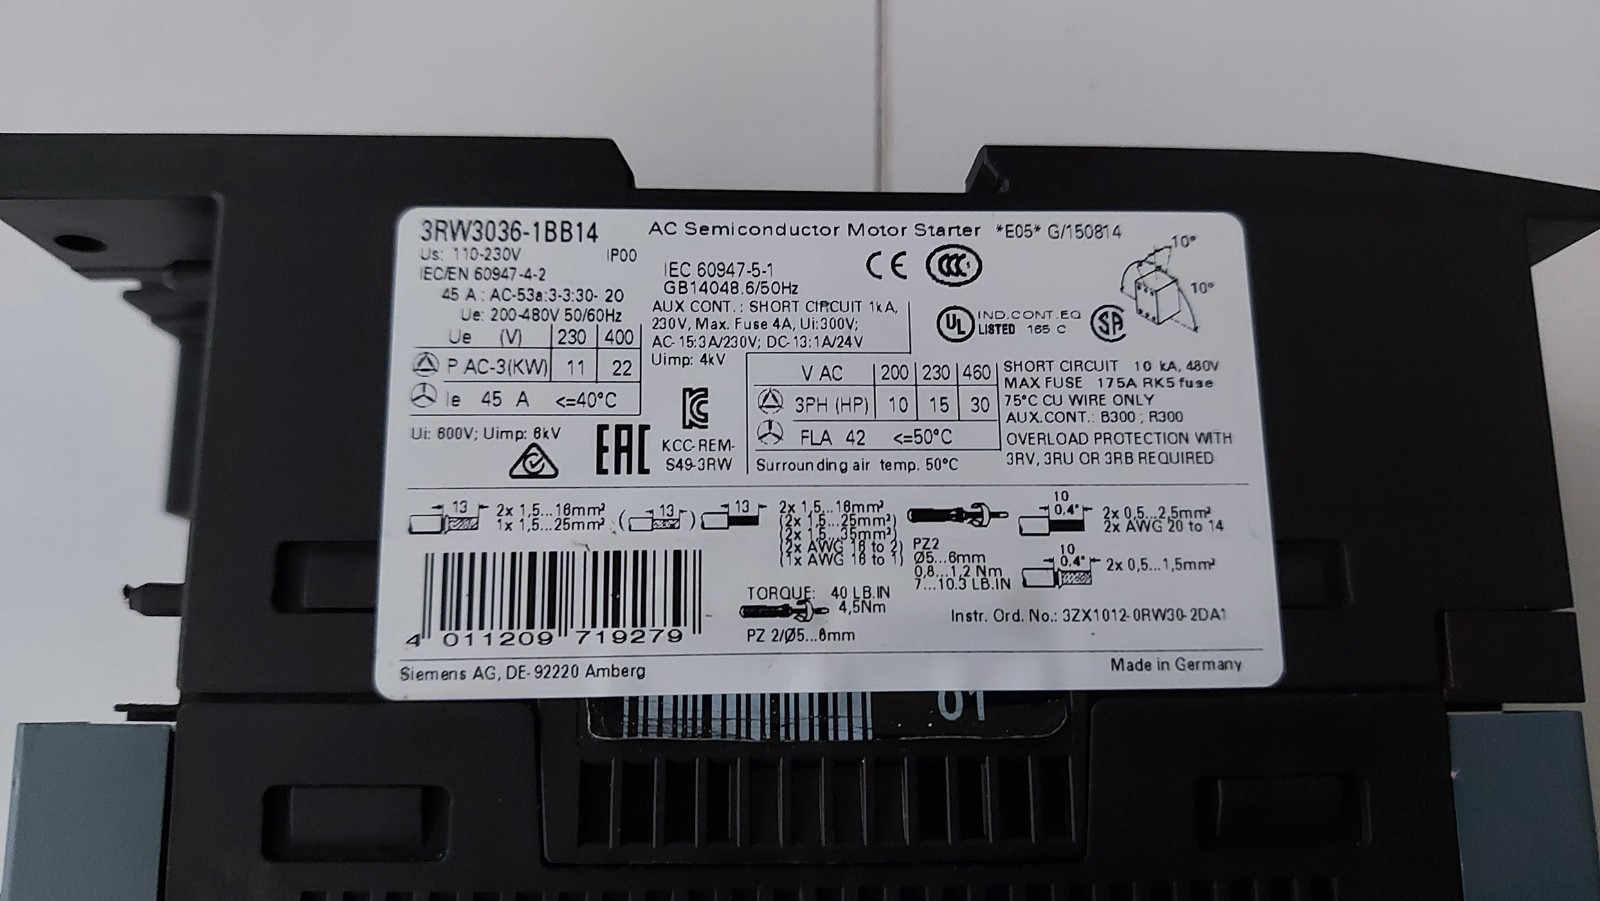 3RW3036-1BB14
AC Semiconductor Motor Starter *E05* G/150814
Us: 110-230V IP00
IEC/EN 60947-4-2
45 A : AC-53a:3-3:30- 20
Ue: 200-480V 50/60Hz
Ue (V) 230 400
P AC-3(KW) 11 22
Ie 45 A <=40°C
Ui: 600V; Uimp: 6kV
IEC 60947-5-1
GB14048.6/50Hz
AUX CONT.: SHORT CIRCUIT 1kA,
230V, Max. Fuse 4A, Ui:300V;
AC-15:3A/230V; DC-13:1A/24V
Uimp: 4kV
CE CCC S
10°
10°
UL IND.CONT.EQ
LISTED 165 C
SA
V AC 200 230 460
3PH (HP) 10 15 30
FLA 42 <=50°C
Surrounding air temp. 50°C
SHORT CIRCUIT 10 kA, 480V
MAX FUSE 175A RK5 fuse
75°C CU WIRE ONLY
AUX.CONT.: B300 ; R300
OVERLOAD PROTECTION WITH
3RV, 3RU OR 3RB REQUIRED
EAC
KCC-REM-
S49-3RW
13 2x 1,5...16mm²
1x 1,5...25mm²
( 13 ) 13
2x 1,5...16mm²
(2x 1,5...25mm²)
(2x 1,5...35mm²)
(2x AWG 16 to 2)
(1x AWG 16 to 1)
PZ2
Ø5...6mm
0,8...1,2 Nm
7...10.3 LB.IN
10
0.4" 2x 0,5...2,5mm²
2x AWG 20 to 14
10
0.4" 2x 0,5...1,5mm²
TORQUE: 40 LB.IN
4,5Nm
PZ 2/Ø5...6mm
Instr. Ord. No.: 3ZX1012-0RW30-2DA1
4 011209 719279
Siemens AG, DE-92220 Amberg
Made in Germany
01